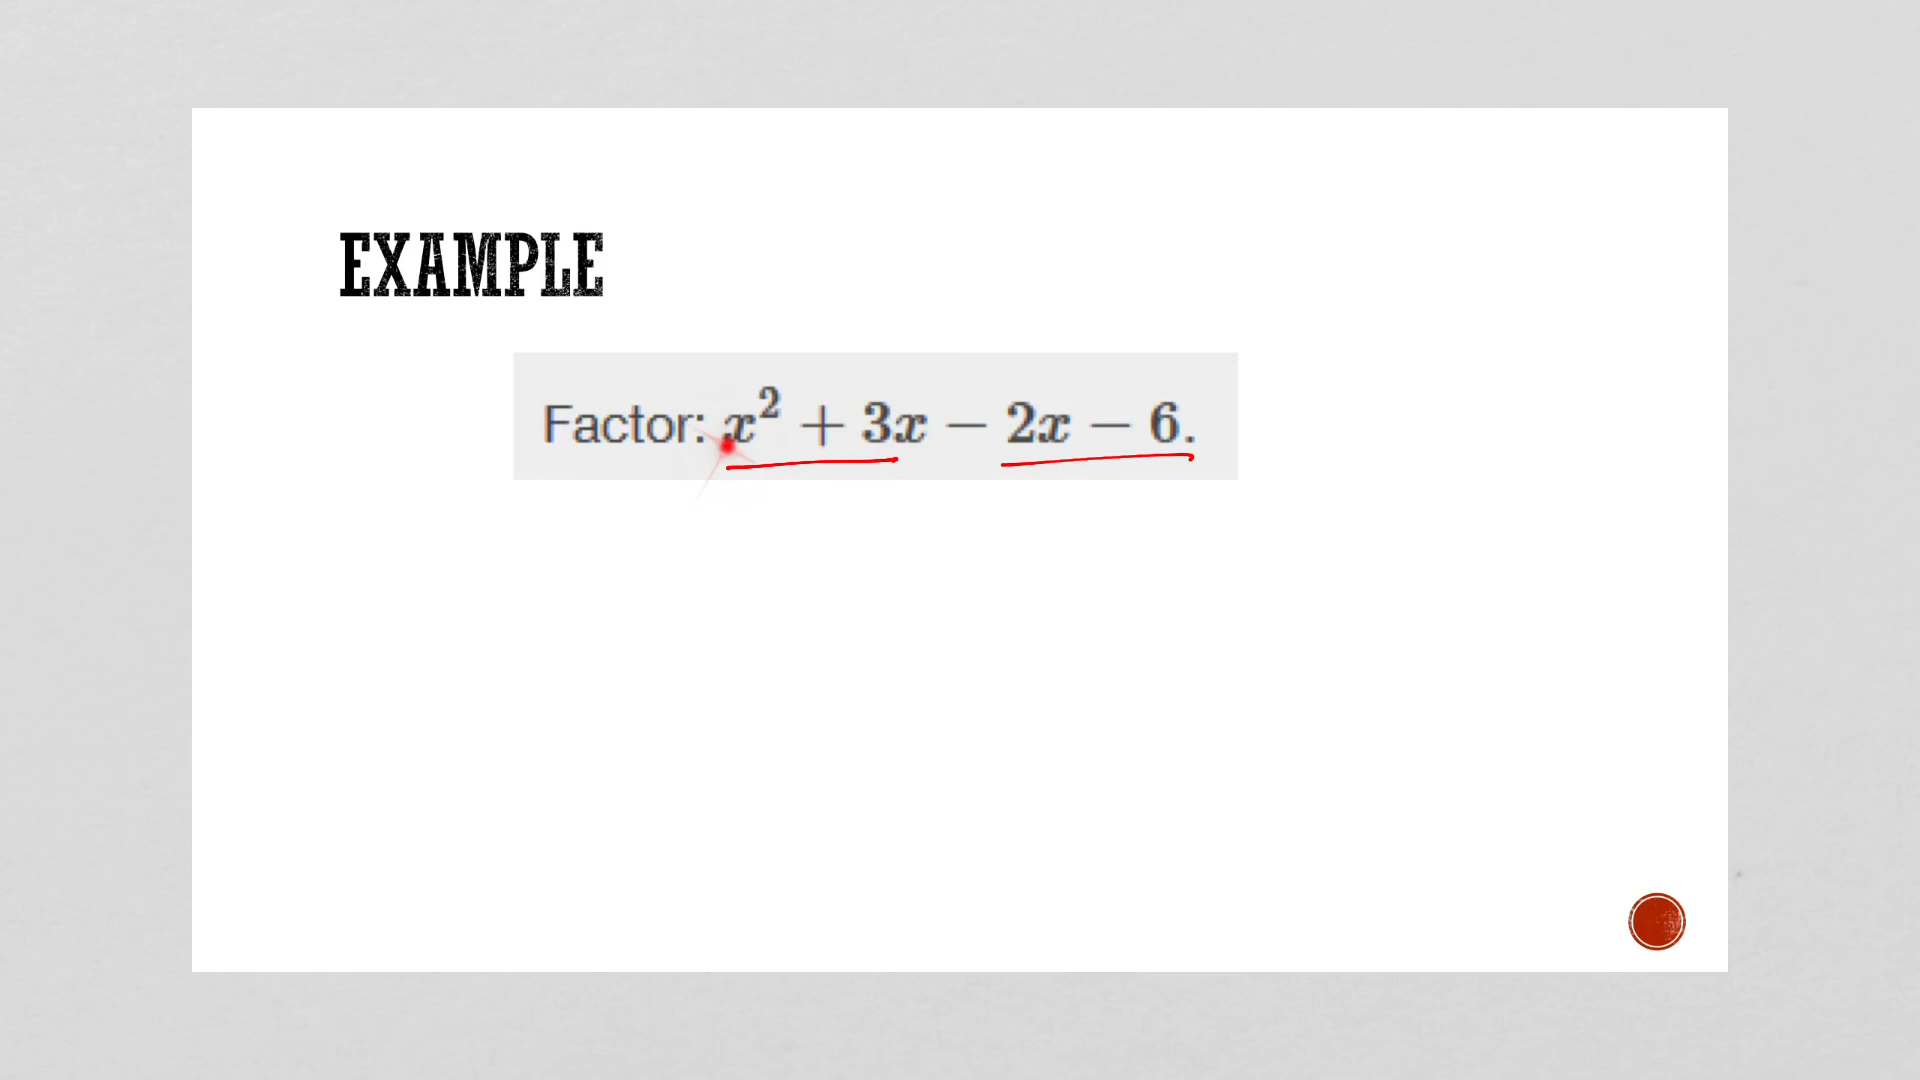 EXAMPLE
Factor: x² + 3x − 2x − 6.